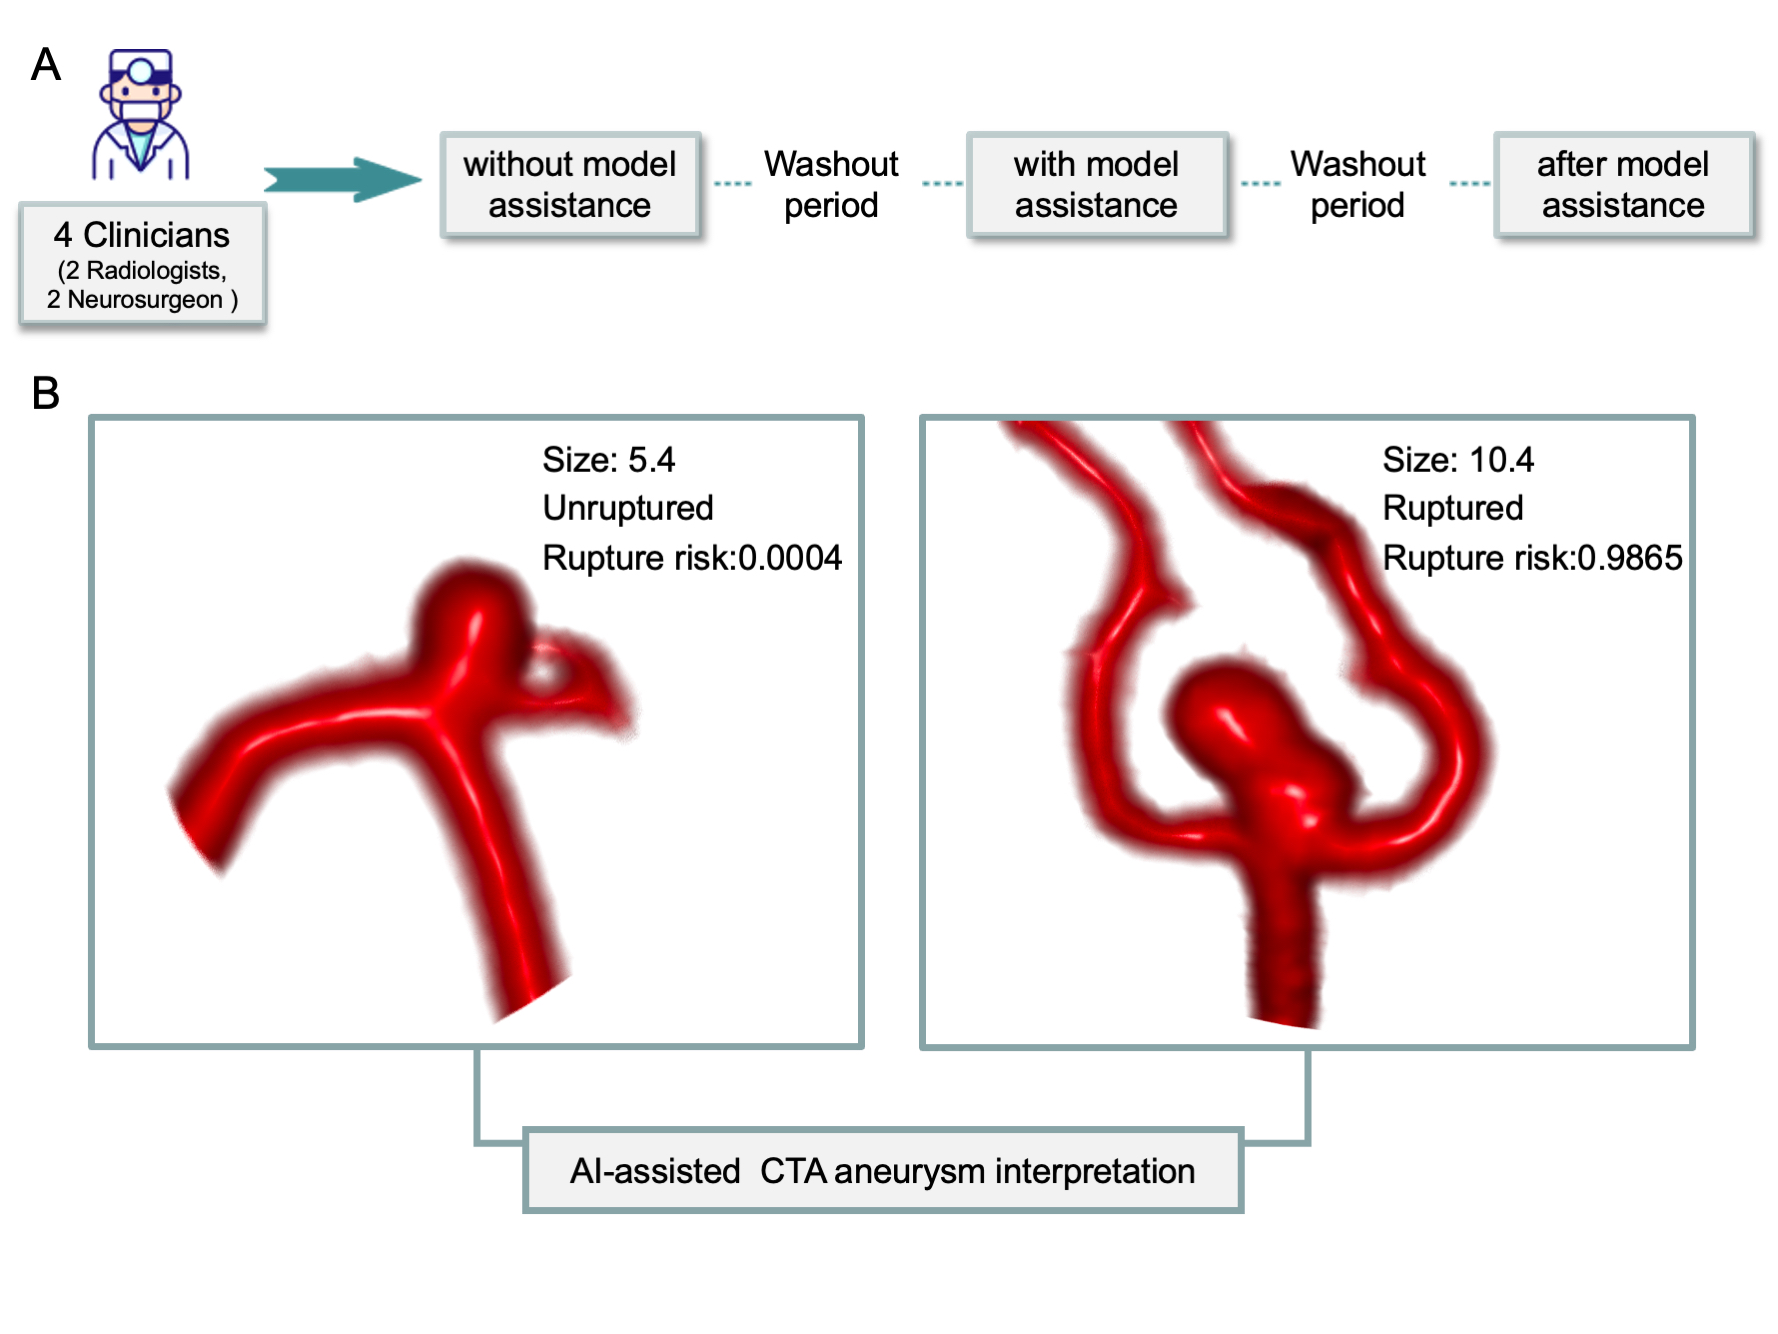 A
4 Clinicians
(2 Radiologists,
2 Neurosurgeon )
without model
assistance
Washout
period
with model
assistance
Washout
period
after model
assistance
B
Size: 5.4
Unruptured
Rupture risk:0.0004
Size: 10.4
Ruptured
Rupture risk:0.9865
AI-assisted  CTA aneurysm interpretation